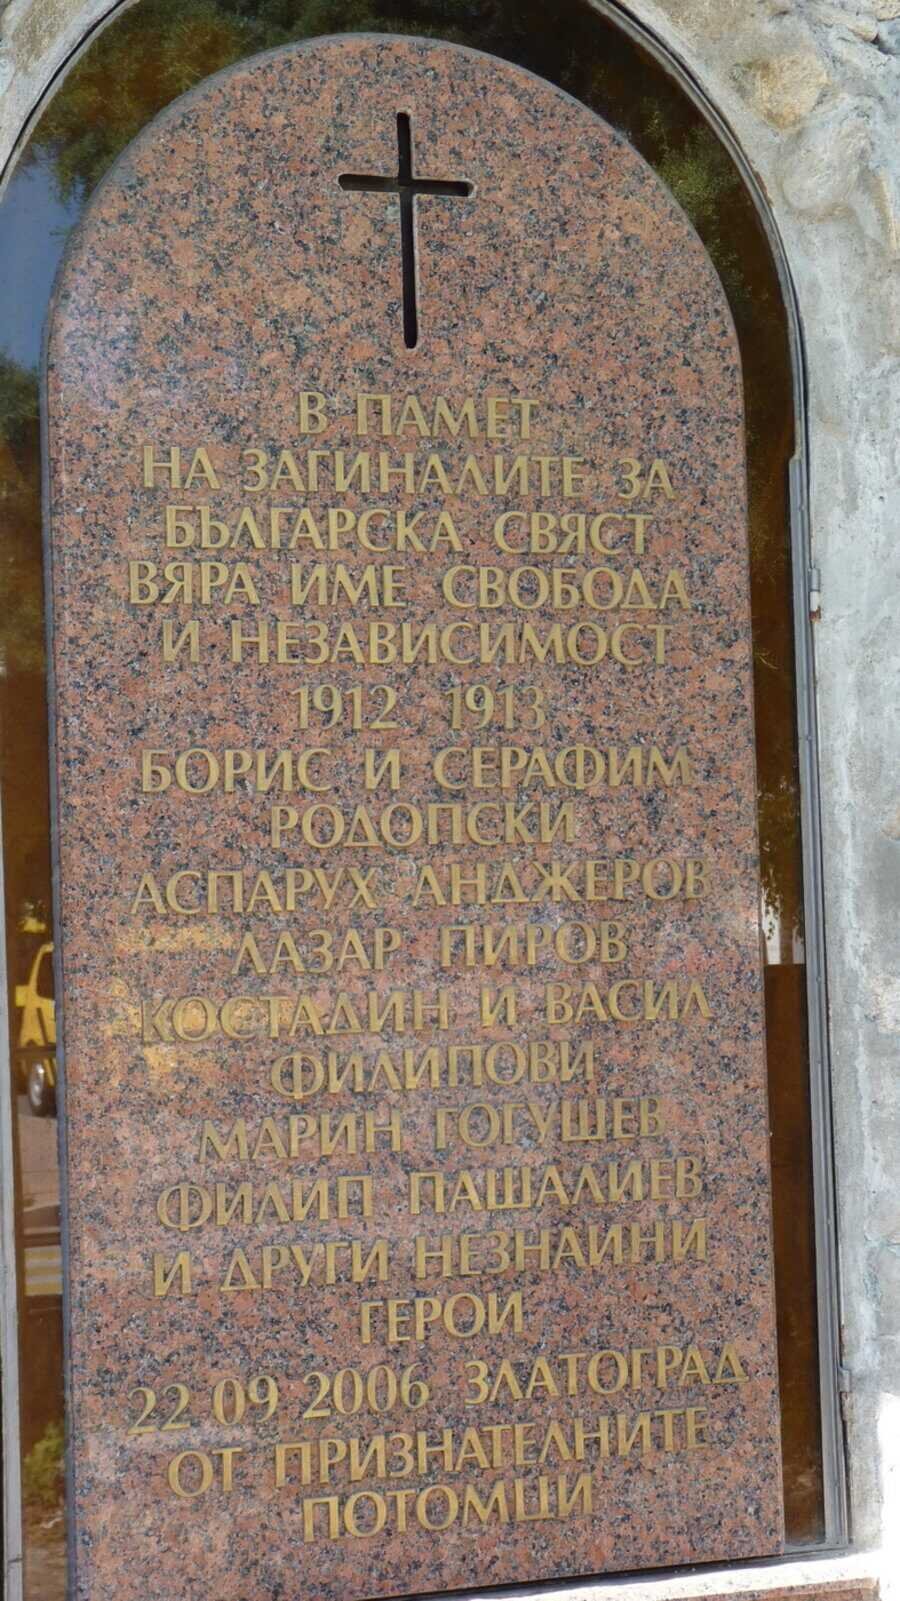 В ПАМЕТ
НА ЗАГИНАЛИТЕ ЗА
БЪЛГАРСКА СВЯСТ
ВЯРА ИМЕ СВОБОДА
И НЕЗАВИСИМОСТ
1912 1913
БОРИС И СЕРАФИМ
РОДОПСКИ
АСПАРУХ АНДЖЕРОВ
ЛАЗАР ПИРОВ
КОСТАДИН И ВАСИЛ
ФИЛИПОВИ
МАРИН ГОГУШЕВ
ФИЛИП ПАШАЛИЕВ
И ДРУГИ НЕЗНАИНИ
ГЕРОИ
22 09 2006 ЗЛАТОГРАД
ОТ ПРИЗНАТЕЛНИТЕ
ПОТОМЦИ